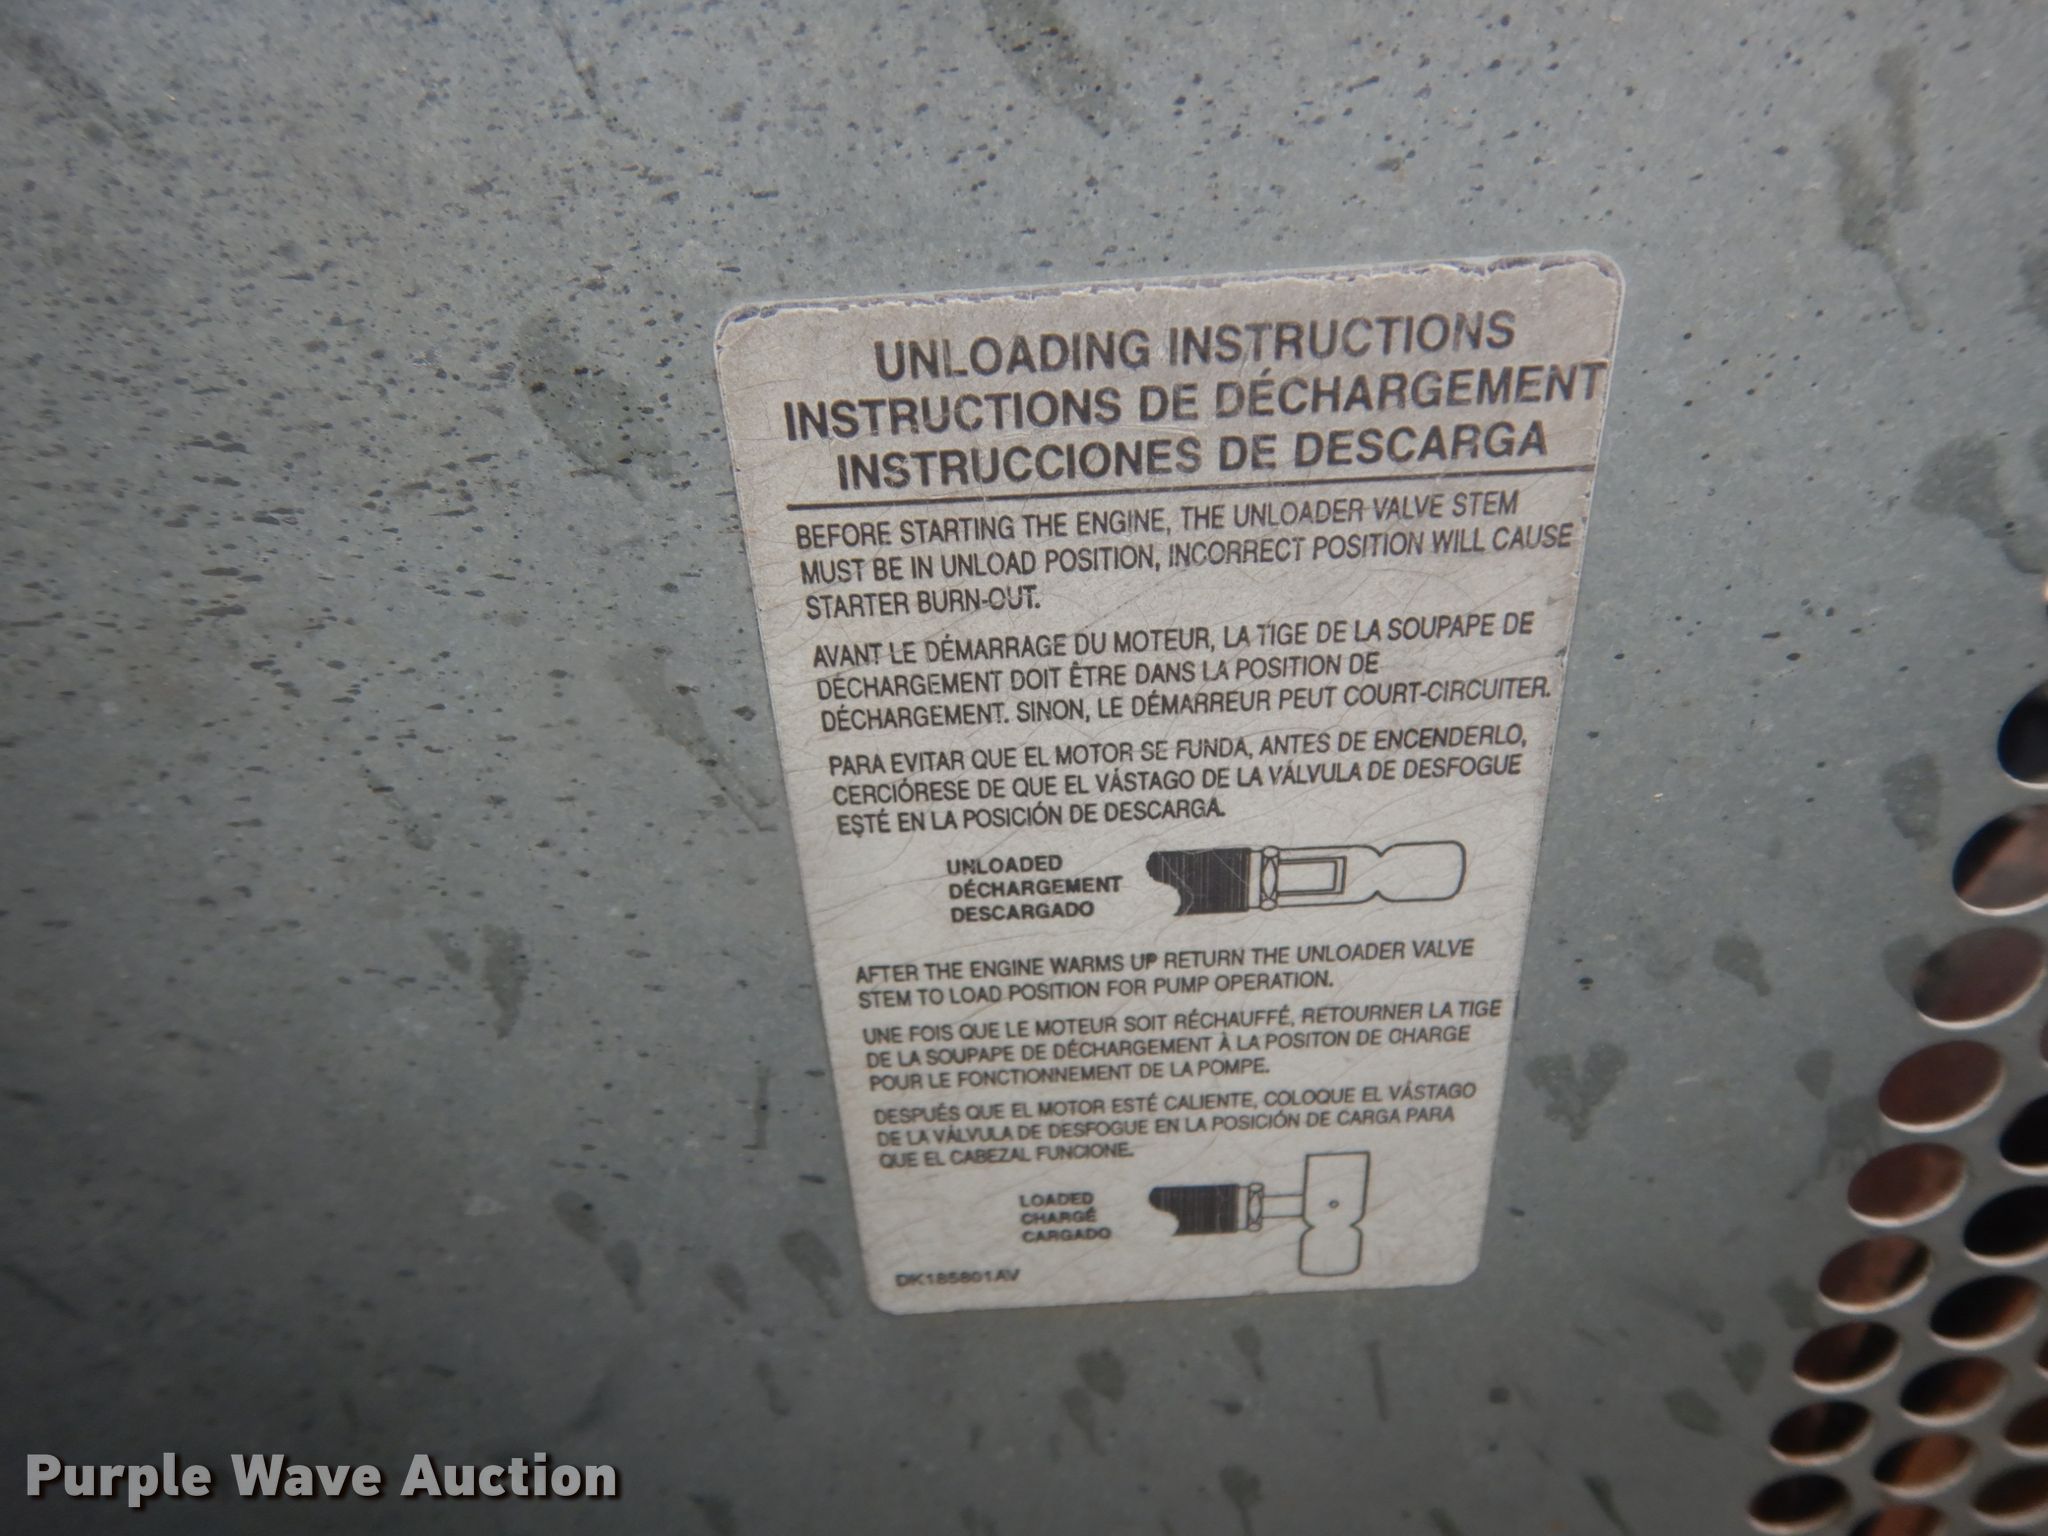 UNLOADING INSTRUCTIONS
INSTRUCTIONS DE DÉCHARGEMENT
INSTRUCCIONES DE DESCARGA
BEFORE STARTING THE ENGINE, THE UNLOADER VALVE STEM
MUST BE IN UNLOAD POSITION, INCORRECT POSITION WILL CAUSE
STARTER BURN-OUT.
AVANT LE DÉMARRAGE DU MOTEUR, LA TIGE DE LA SOUPAPE DE
DÉCHARGEMENT DOIT ÊTRE DANS LA POSITION DE
DÉCHARGEMENT. SINON, LE DÉMARREUR PEUT COURT-CIRCUITER.
PARA EVITAR QUE EL MOTOR SE FUNDA, ANTES DE ENCENDERLO,
CERCIÓRESE DE QUE EL VÁSTAGO DE LA VÁLVULA DE DESFOGUE
ESTÉ EN LA POSICIÓN DE DESCARGA.
UNLOADED
DÉCHARGEMENT
DESCARGADO
AFTER THE ENGINE WARMS UP RETURN THE UNLOADER VALVE
STEM TO LOAD POSITION FOR PUMP OPERATION.
UNE FOIS QUE LE MOTEUR SOIT RÉCHAUFFÉ, RETOURNER LA TIGE
DE LA SOUPAPE DE DÉCHARGEMENT À LA POSITON DE CHARGE
POUR LE FONCTIONNEMENT DE LA POMPE.
DESPUÉS QUE EL MOTOR ESTÉ CALIENTE, COLOQUE EL VÁSTAGO
DE LA VÁLVULA DE DESFOGUE EN LA POSICIÓN DE CARGA PARA
QUE EL CABEZAL FUNCIONE.
LOADED
CHARGÉ
CARGADO
DK185801AV
Purple Wave Auction